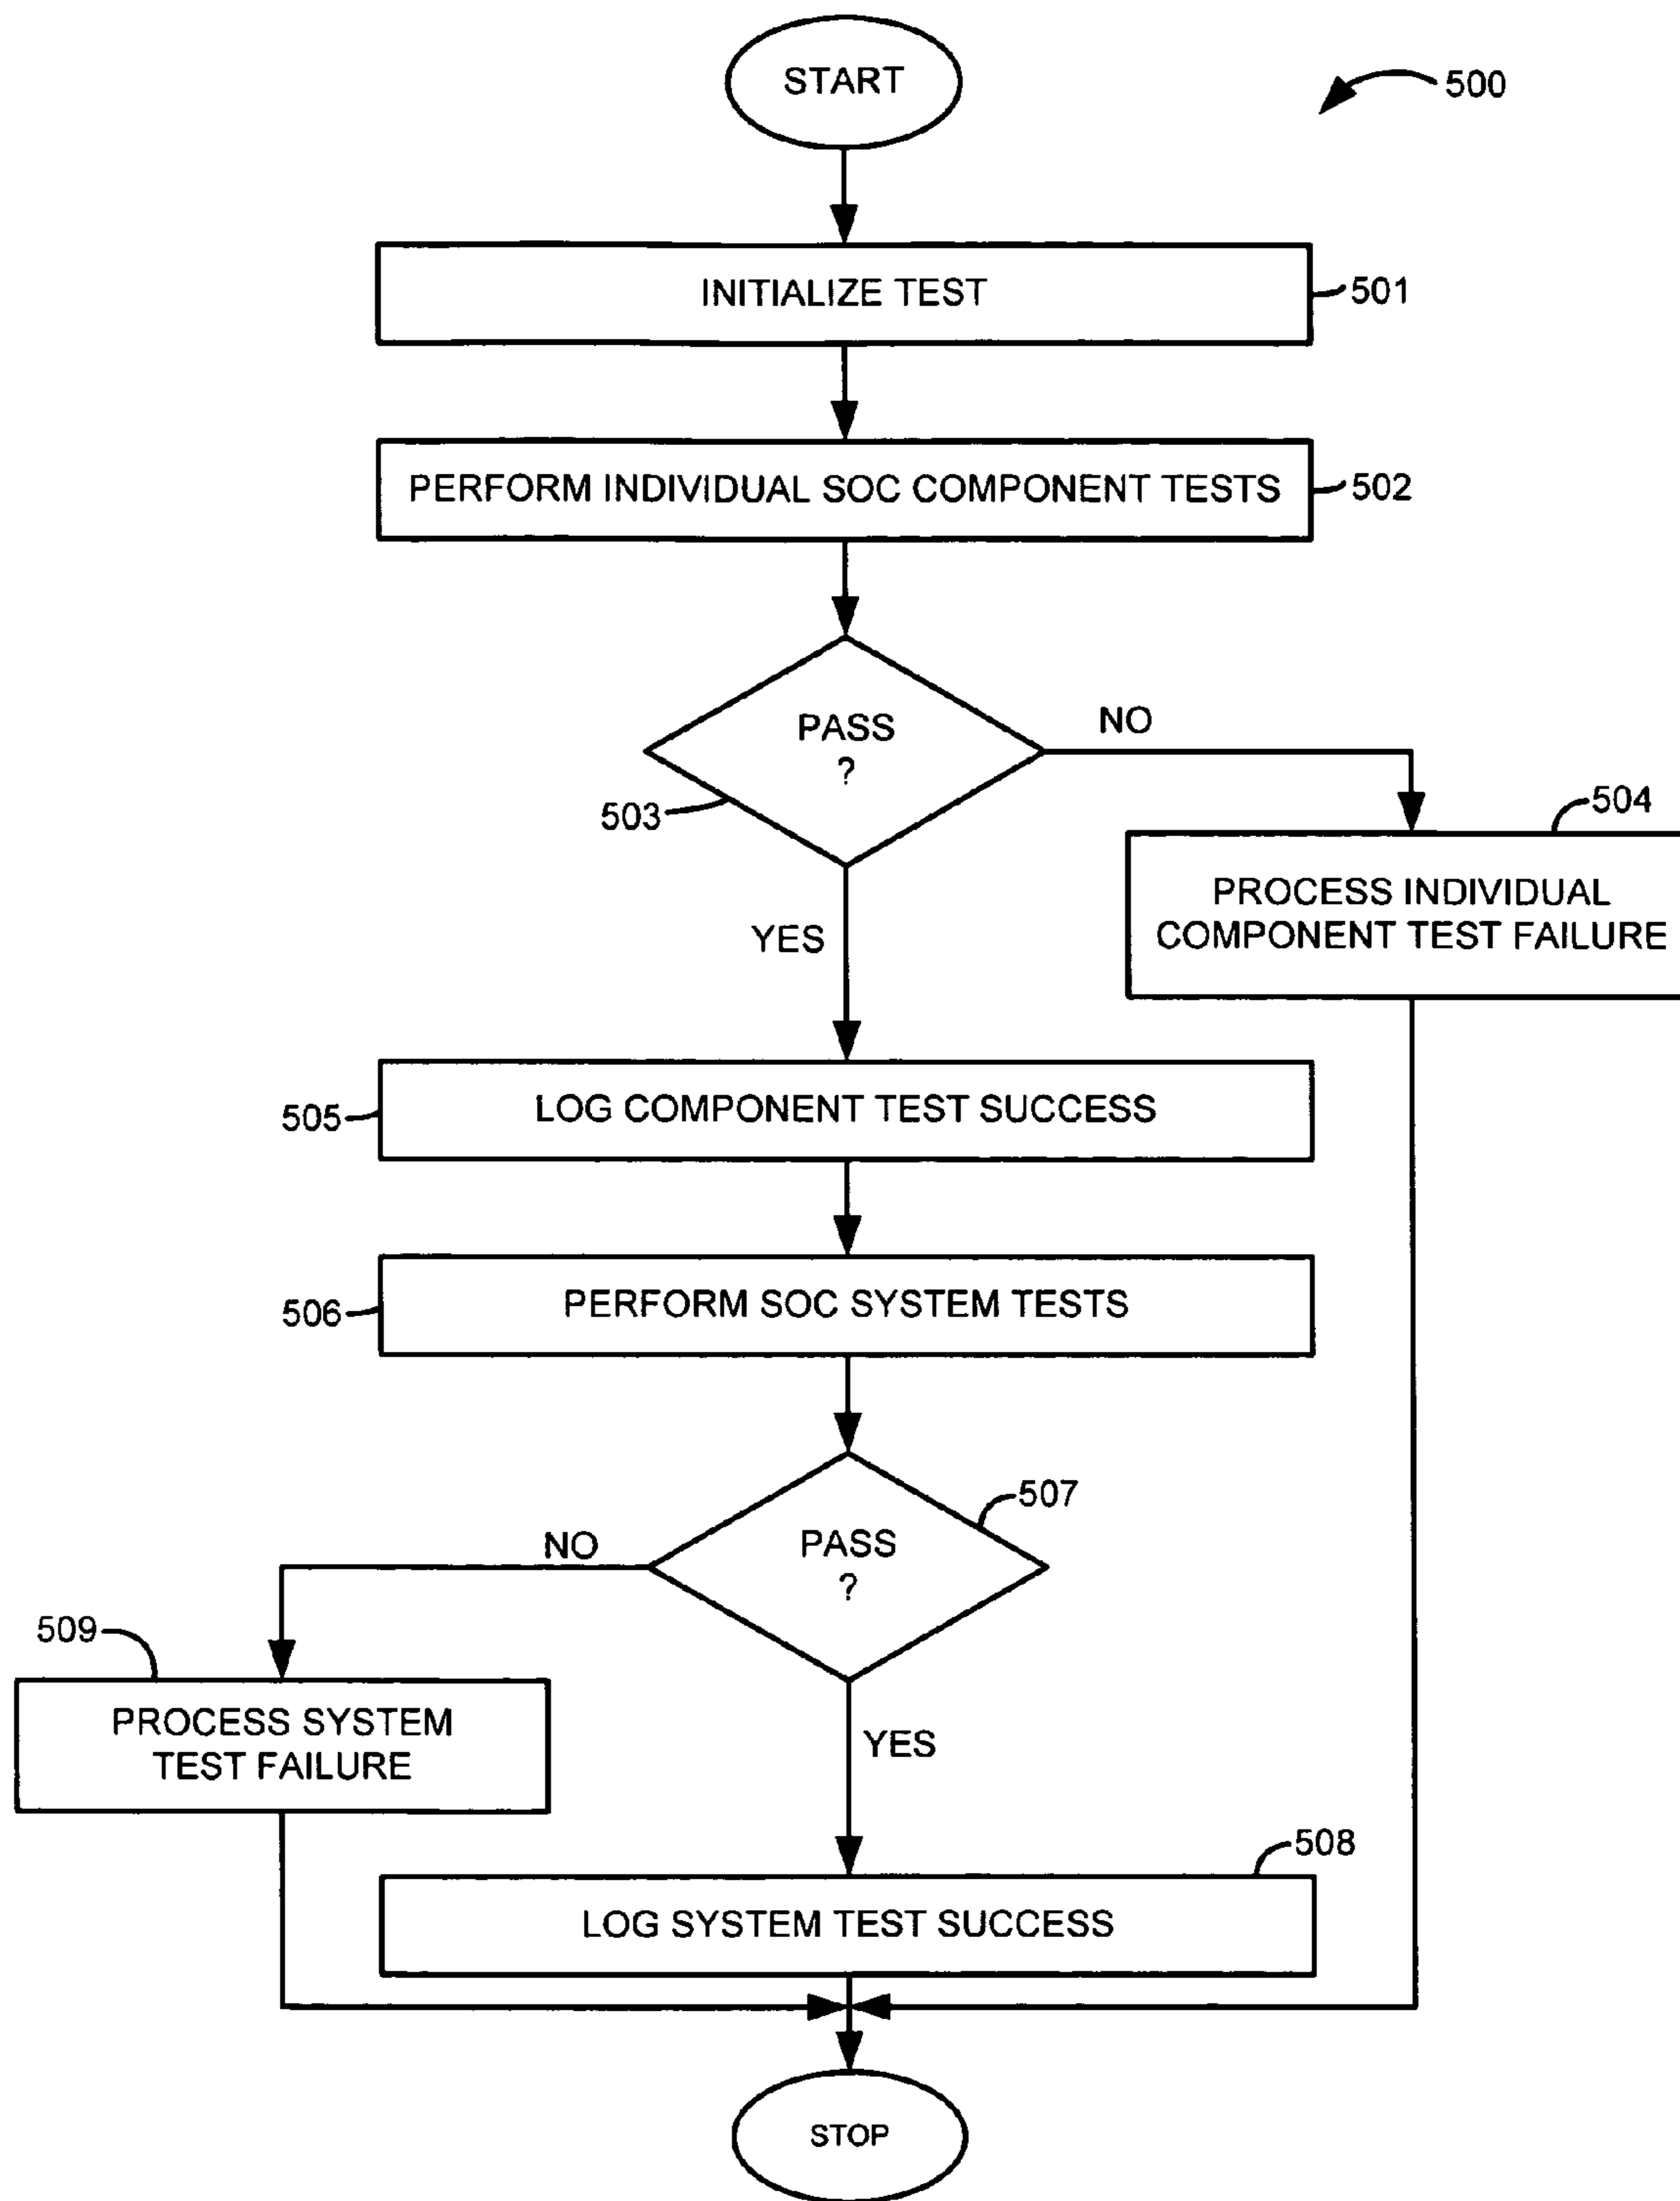 START
500
INITIALIZE TEST
501
PERFORM INDIVIDUAL SOC COMPONENT TESTS
502
PASS
?
NO
503
504
PROCESS INDIVIDUAL
COMPONENT TEST FAILURE
YES
505
LOG COMPONENT TEST SUCCESS
506
PERFORM SOC SYSTEM TESTS
507
PASS
?
NO
509
PROCESS SYSTEM
TEST FAILURE
YES
508
LOG SYSTEM TEST SUCCESS
STOP